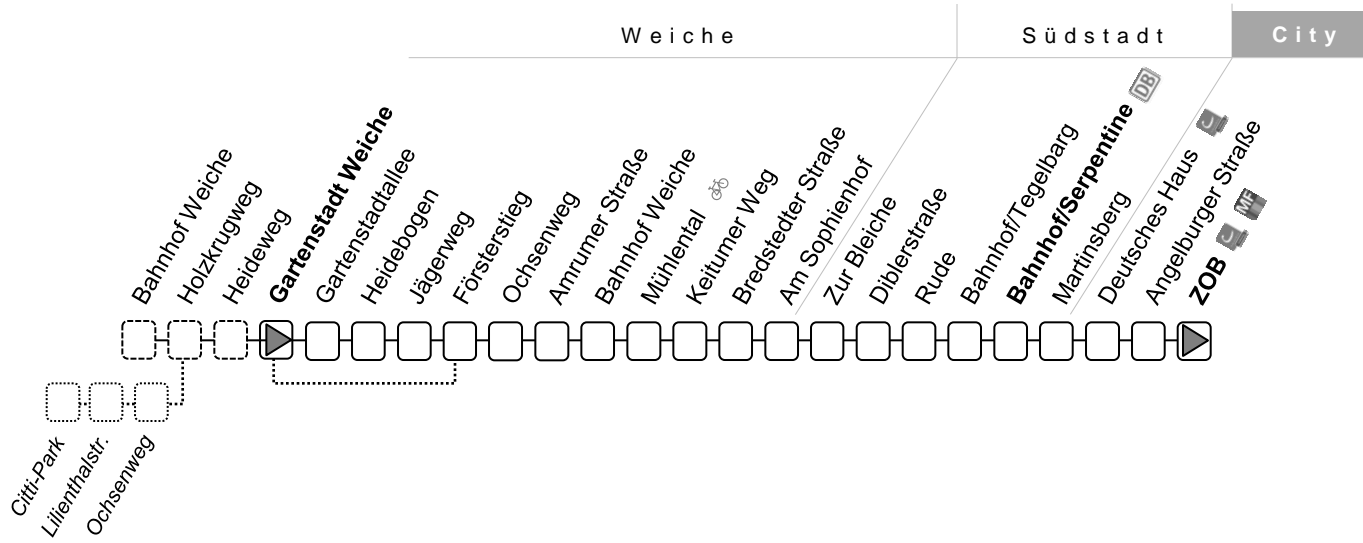 Weiche
Südstadt
City
Bahnhof Weiche
Holzkrugweg
Heideweg
Gartenstadt Weiche
Gartenstadtallee
Heidebogen
Jägerweg
Försterstieg
Ochsenweg
Amrumer Straße
Bahnhof Weiche
Mühlental
Keitumer Weg
Bredstedter Straße
Am Sophienhof
Zur Bleiche
Diblerstraße
Rude
Bahnhof/Tegelbarg
Bahnhof/Serpentine DB
Martinsberg
Deutsches Haus
Angelburger Straße
ZOB
Citti-Park
Lilienthalstr.
Ochsenweg